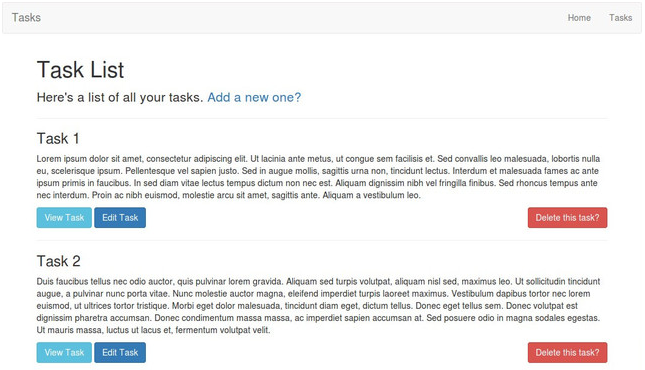 Tasks
Home Tasks
Task List
Here's a list of all your tasks. Add a new one?
Task 1
Lorem ipsum dolor sit amet, consectetur adipiscing elit. Ut lacinia ante metus, ut congue sem facilisis et. Sed convallis leo malesuada, lobortis nulla
eu, scelerisque ipsum. Pellentesque vel sapien justo. Sed in augue mollis, sagittis urna non, tincidunt lectus. Interdum et malesuada fames ac ante
ipsum primis in faucibus. In sed diam vitae lectus tempus dictum non nec est. Aliquam dignissim nibh vel fringilla finibus. Sed rhoncus tempus ante
nec interdum. Proin ac nibh euismod, molestie arcu sit amet, sagittis ante. Aliquam a vestibulum leo.
View Task Edit Task Delete this task?
Task 2
Duis faucibus tellus nec odio auctor, quis pulvinar lorem gravida. Aliquam sed turpis volutpat, aliquam nisl sed, maximus leo. Ut sollicitudin tincidunt
augue, a pulvinar nunc porta vitae. Nunc molestie auctor magna, eleifend imperdiet turpis laoreet maximus. Vestibulum dapibus tortor nec lorem
euismod, ut ultrices tortor tristique. Morbi eget dolor malesuada, tincidunt diam eget, dictum tellus. Donec eget tellus sem. Donec volutpat est
dignissim pharetra accumsan. Donec condimentum massa massa, ac imperdiet sapien accumsan at. Sed posuere odio in magna sodales egestas.
Ut mauris massa, luctus ut lacus et, fermentum volutpat velit.
View Task Edit Task Delete this task?